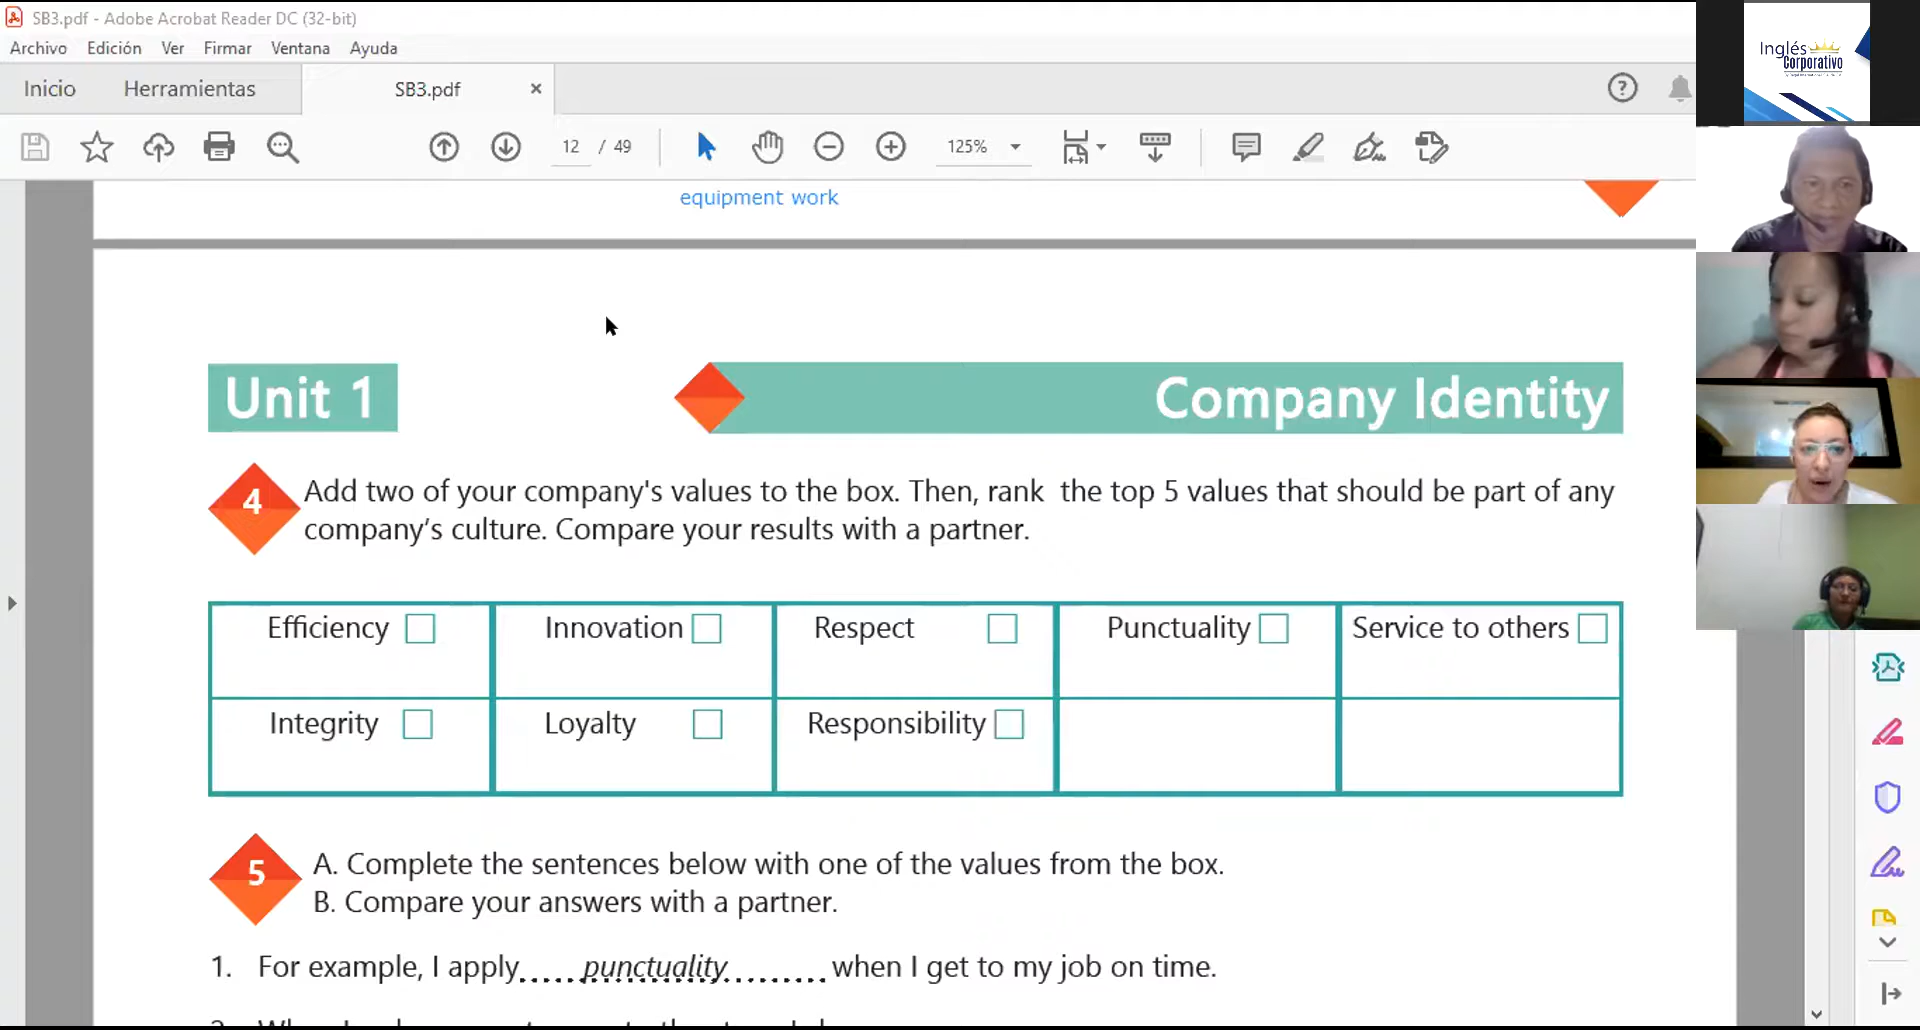 SB3.pdf - Adobe Acrobat Reader DC (32-bit)
Archivo Edición Ver Firmar Ventana Ayuda
Inicio Herramientas SB3.pdf ×
12 / 49 125%
Inglés
Corporativo
equipment work
Unit 1 Company Identity
4 Add two of your company's values to the box. Then, rank the top 5 values that should be part of any
company's culture. Compare your results with a partner.
Efficiency Innovation Respect Punctuality Service to others
Integrity Loyalty Responsibility
5 A. Complete the sentences below with one of the values from the box.
B. Compare your answers with a partner.
1. For example, I apply.....punctuality........when I get to my job on time.